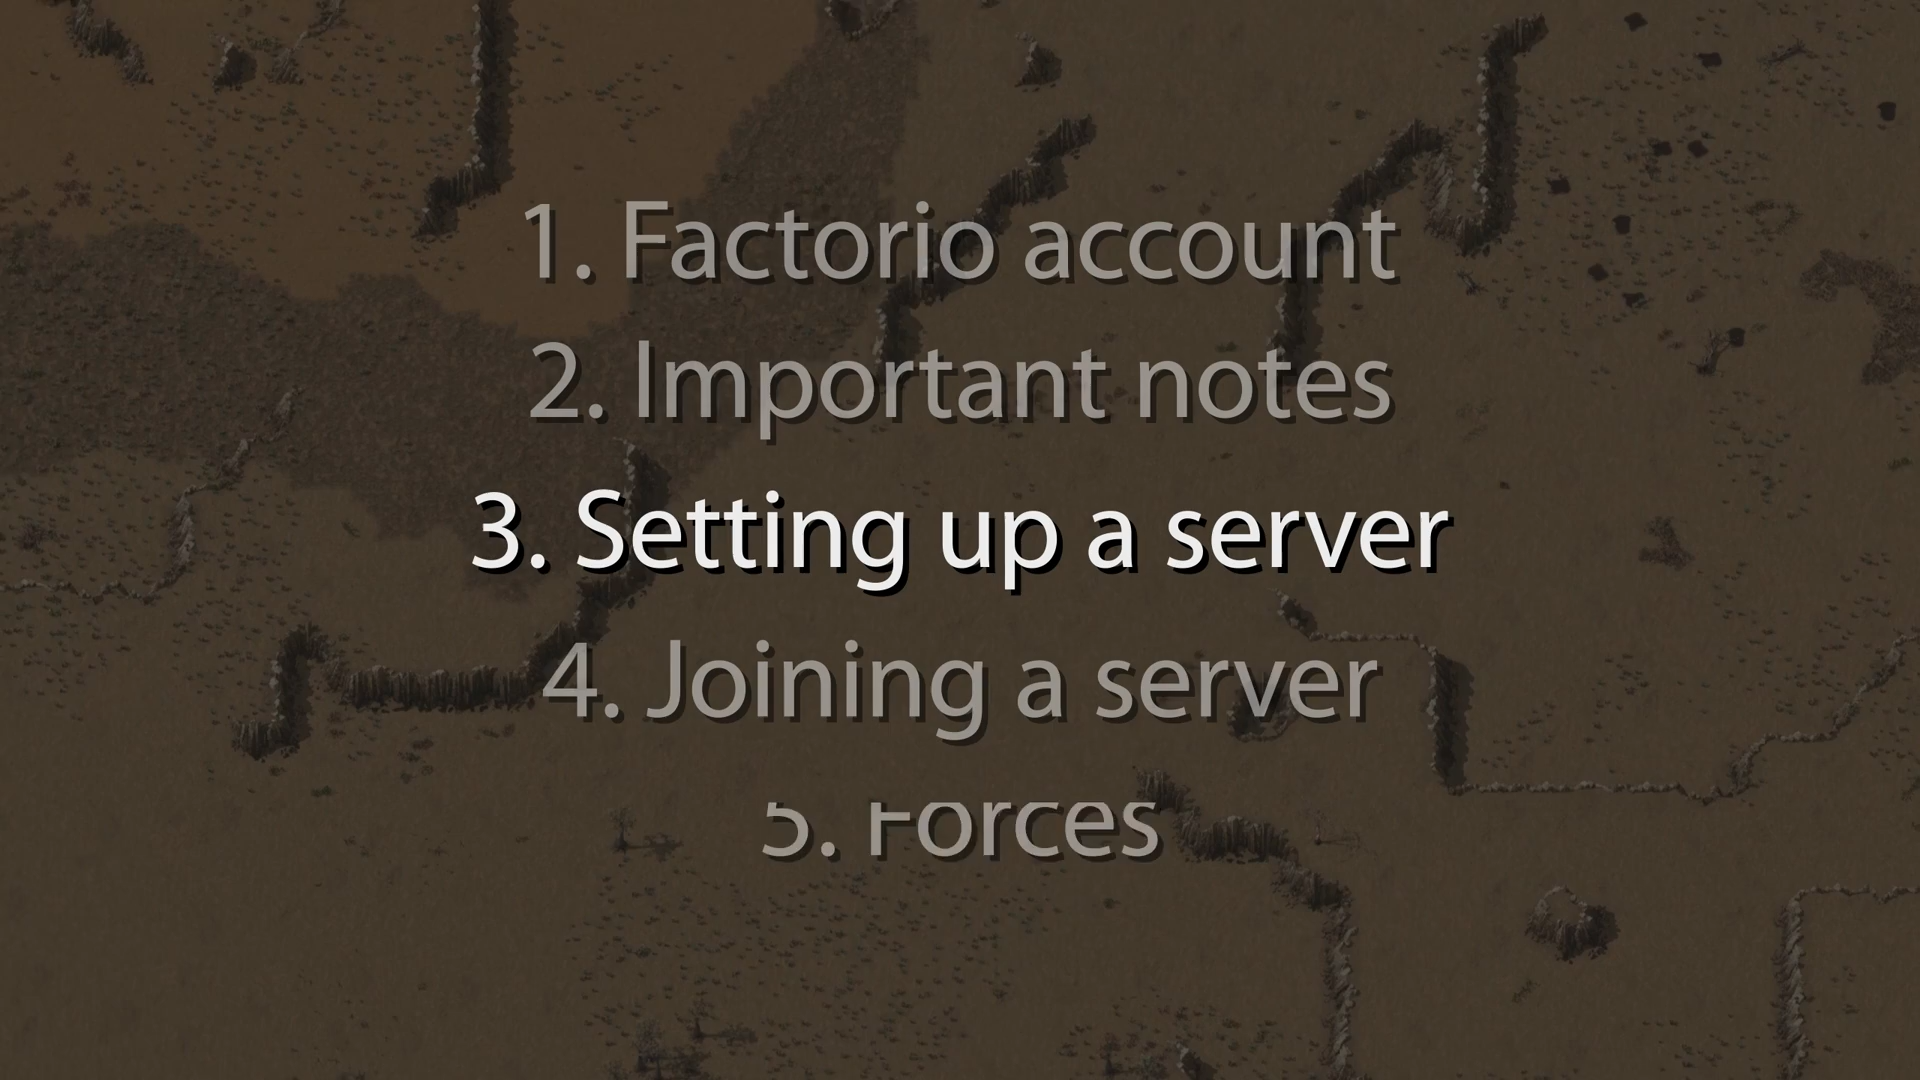 1. Factorio account
2. Important notes
3. Setting up a server
4. Joining a server
5. Forces